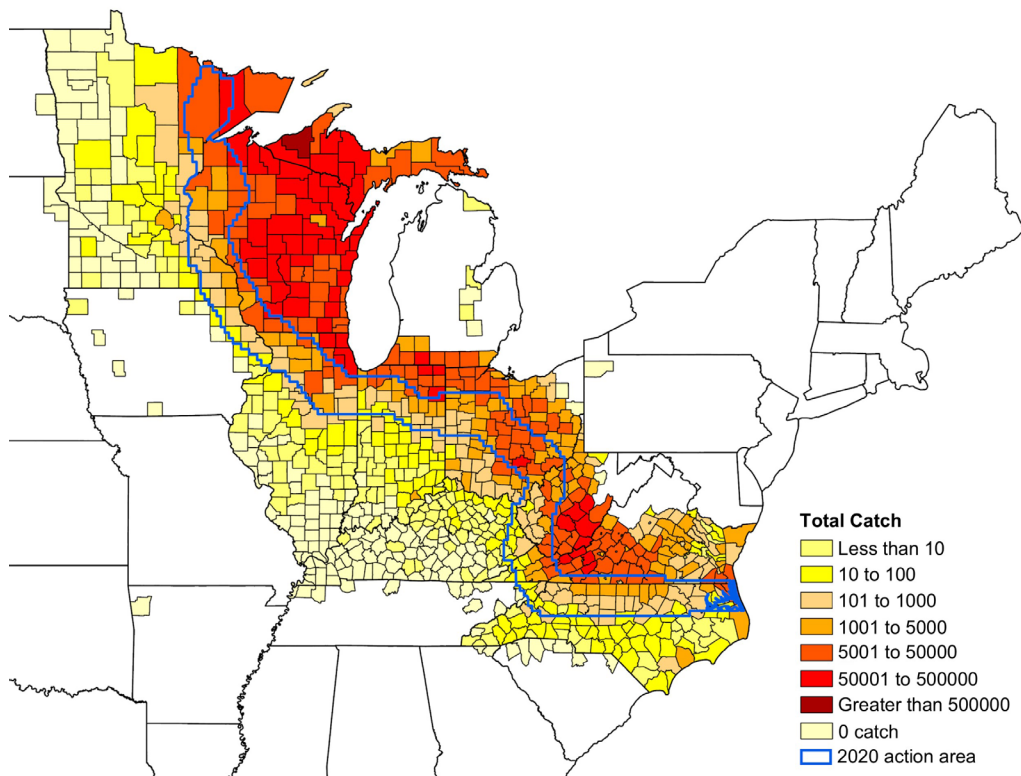 Total Catch
Less than 10
10 to 100
101 to 1000
1001 to 5000
5001 to 50000
50001 to 500000
Greater than 500000
0 catch
2020 action area